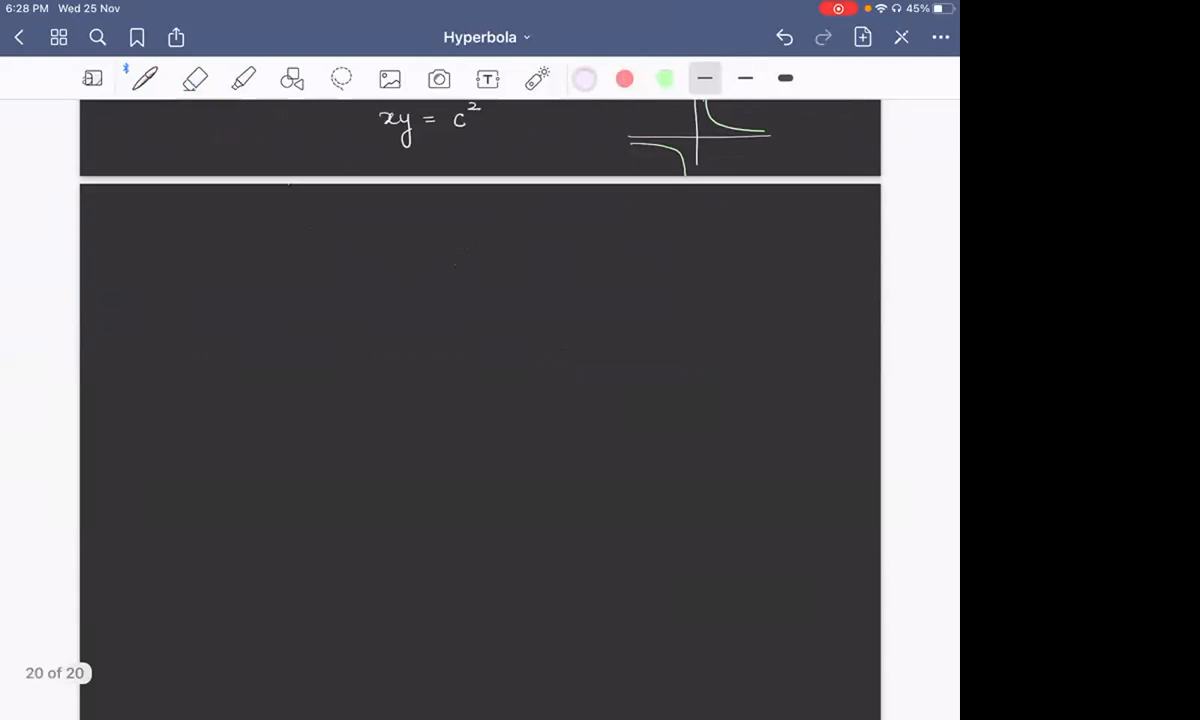 6:28 PM Wed 25 Nov
45%
Hyperbola
T
xy = c²
20 of 20